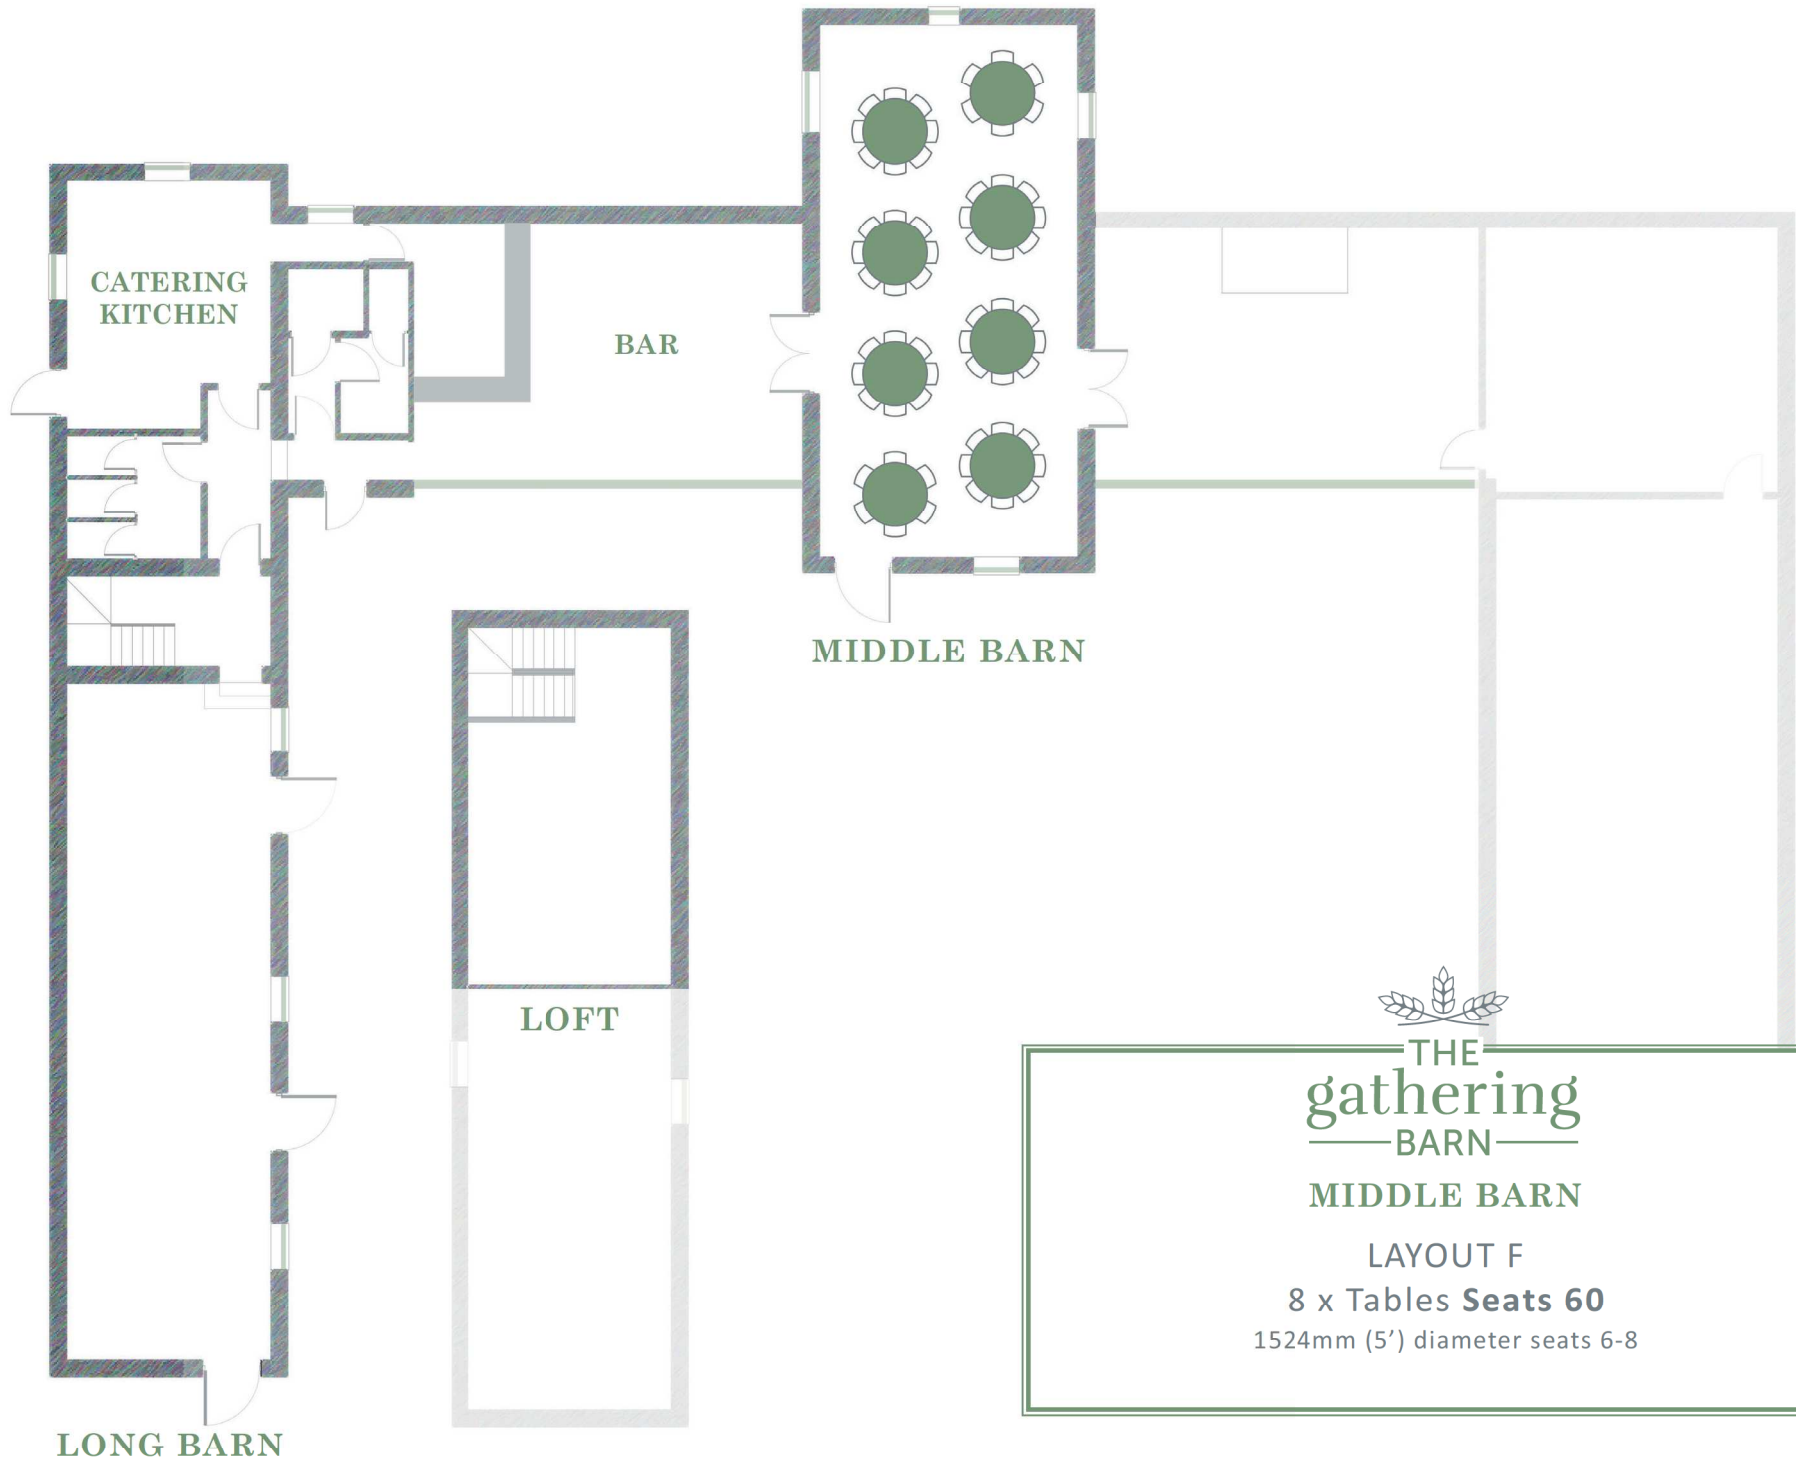 CATERING
KITCHEN
BAR
MIDDLE BARN
LOFT
LONG BARN
THE
gathering
BARN
MIDDLE BARN
LAYOUT F
8 x Tables Seats 60
1524mm (5’) diameter seats 6-8